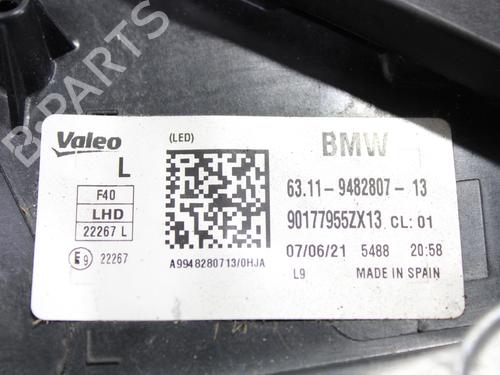 Valeo
L
(LED)
BMW
63.11- 9482807- 13
90177955ZX13 CL: 01
07/06/21 5488 20:58
L9 MADE IN SPAIN
F40
LHD
22267 L
E9 22267
A9948280713/0HJA
L
B-PARTS